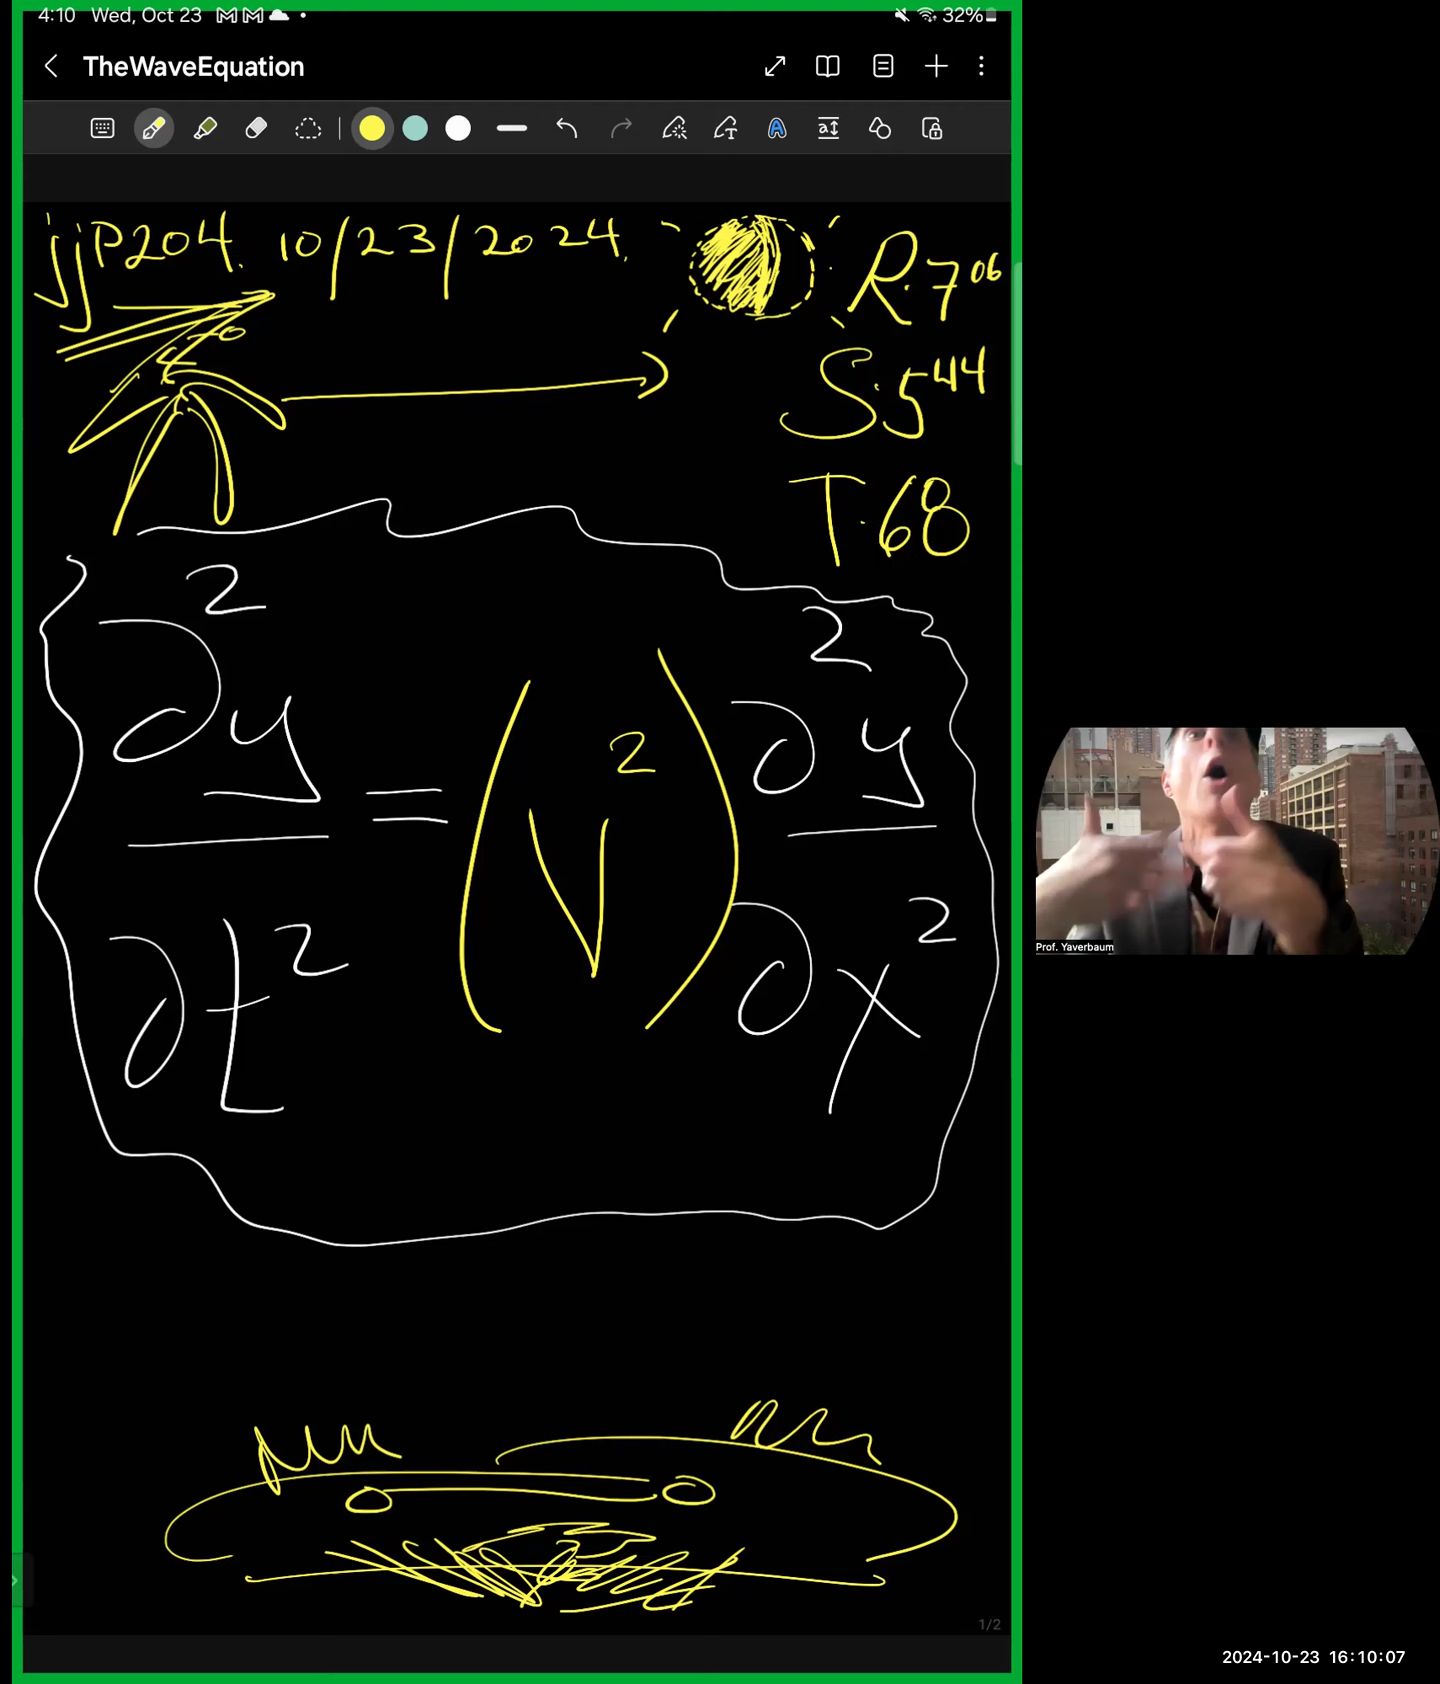 4:10 Wed, Oct 23
32%
TheWaveEquation
jjP204. 10/23/2024.
R. 7⁰⁶
S. 5⁴⁴
T. 68
∂²y/∂t² = (v²) ∂²y/∂x²
Prof. Yaverbaum
1/2
2024-10-23 16:10:07